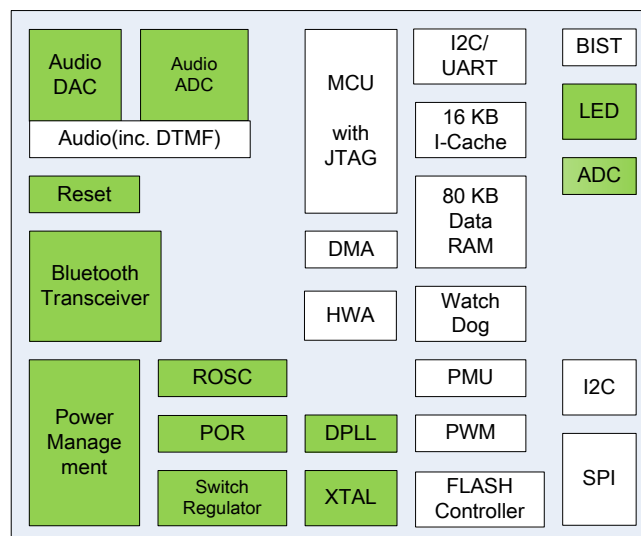 Audio
DAC
Audio
ADC
Audio(inc. DTMF)
Reset
Bluetooth
Transceiver
Power
Manage
ment
ROSC
POR
Switch
Regulator
MCU
with
JTAG
DMA
HWA
DPLL
XTAL
I2C/
UART
16 KB
I-Cache
80 KB
Data
RAM
Watch
Dog
PMU
PWM
FLASH
Controller
BIST
LED
ADC
I2C
SPI